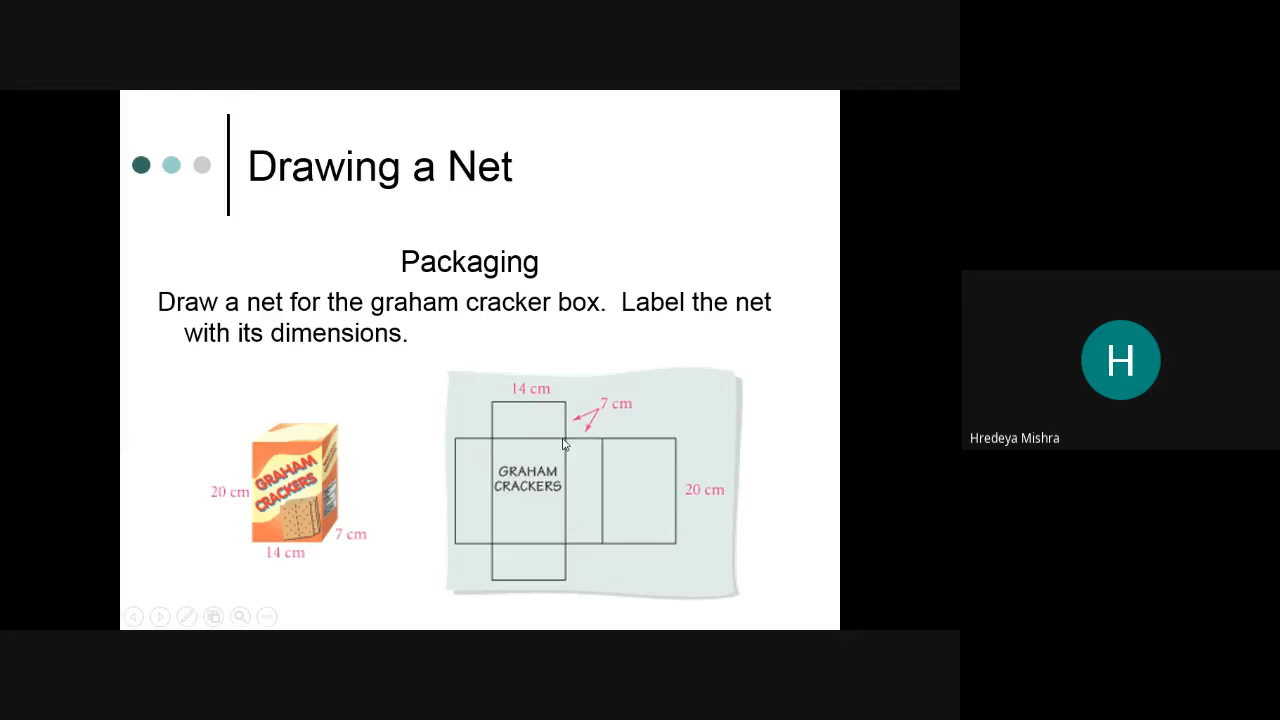 Drawing a Net
Packaging
Draw a net for the graham cracker box. Label the net
with its dimensions.
14 cm
7 cm
GRAHAM
CRACKERS
20 cm
GRAHAM
CRACKERS
20 cm
7 cm
14 cm
H
Hredeya Mishra